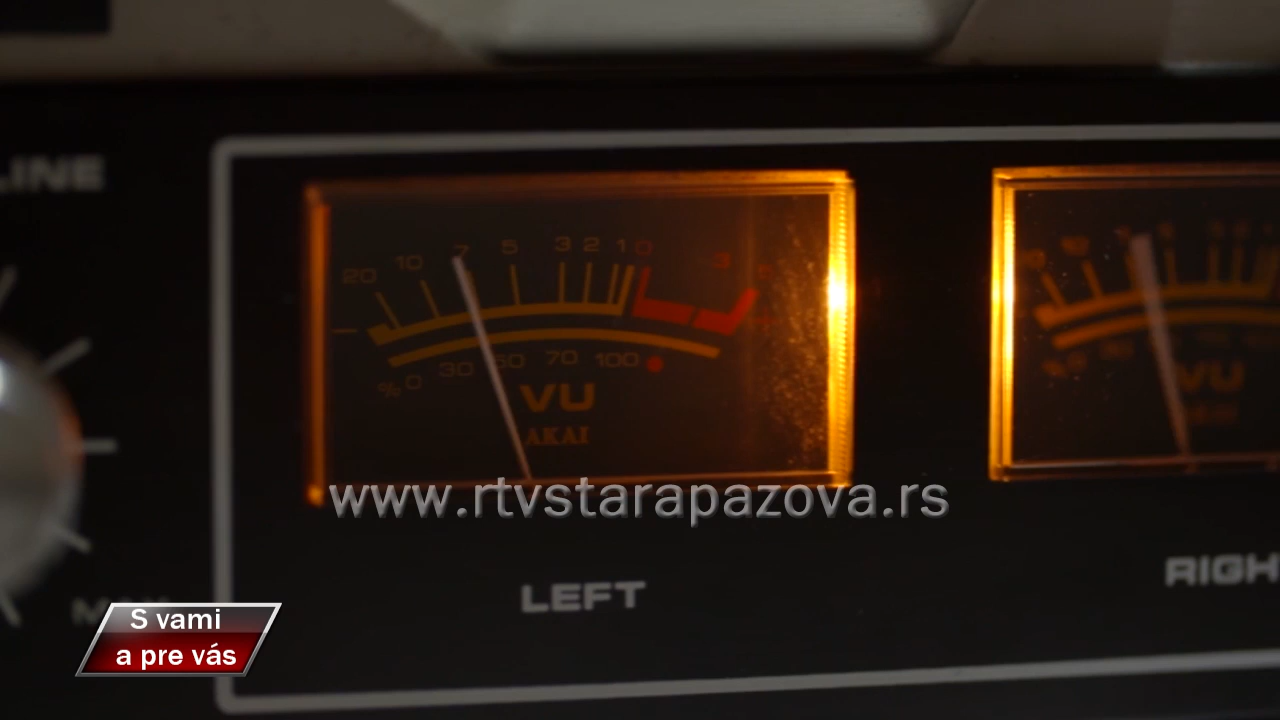 LINE
20 10 7 5 3 2 1 0 3
% 0 30 50 70 100
VU
AKAI
VU
www.rtvstarapazova.rs
LEFT
RIGH
MAX
S vami
a pre vás